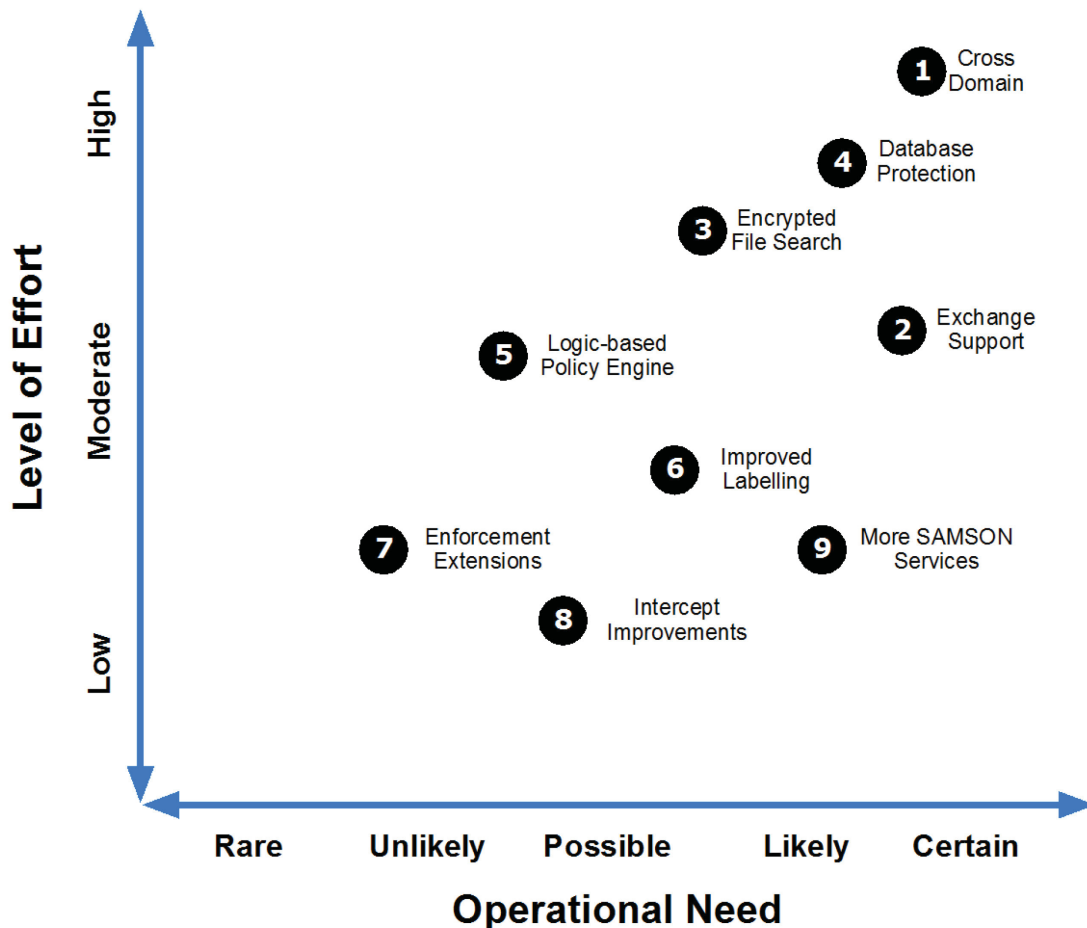 1
Cross
Domain
4
Database
Protection
3
Encrypted
File Search
2
Exchange
Support
5
Logic-based
Policy Engine
6
Improved
Labelling
7
Enforcement
Extensions
9
More SAMSON
Services
8
Intercept
Improvements
High
Moderate
Low
Level of Effort
Rare
Unlikely
Possible
Likely
Certain
Operational Need